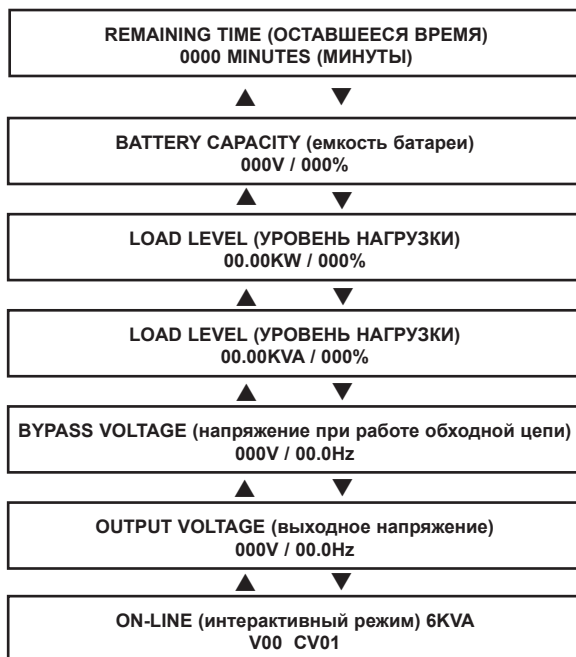 REMAINING TIME (ОСТАВШЕЕСЯ ВРЕМЯ)
0000 MINUTES (МИНУТЫ)
BATTERY CAPACITY (емкость батареи)
000V / 000%
LOAD LEVEL (УРОВЕНЬ НАГРУЗКИ)
00.00KW / 000%
LOAD LEVEL (УРОВЕНЬ НАГРУЗКИ)
00.00KVA / 000%
BYPASS VOLTAGE (напряжение при работе обходной цепи)
000V / 00.0Hz
OUTPUT VOLTAGE (выходное напряжение)
000V / 00.0Hz
ON-LINE (интерактивный режим) 6KVA
V00 CV01